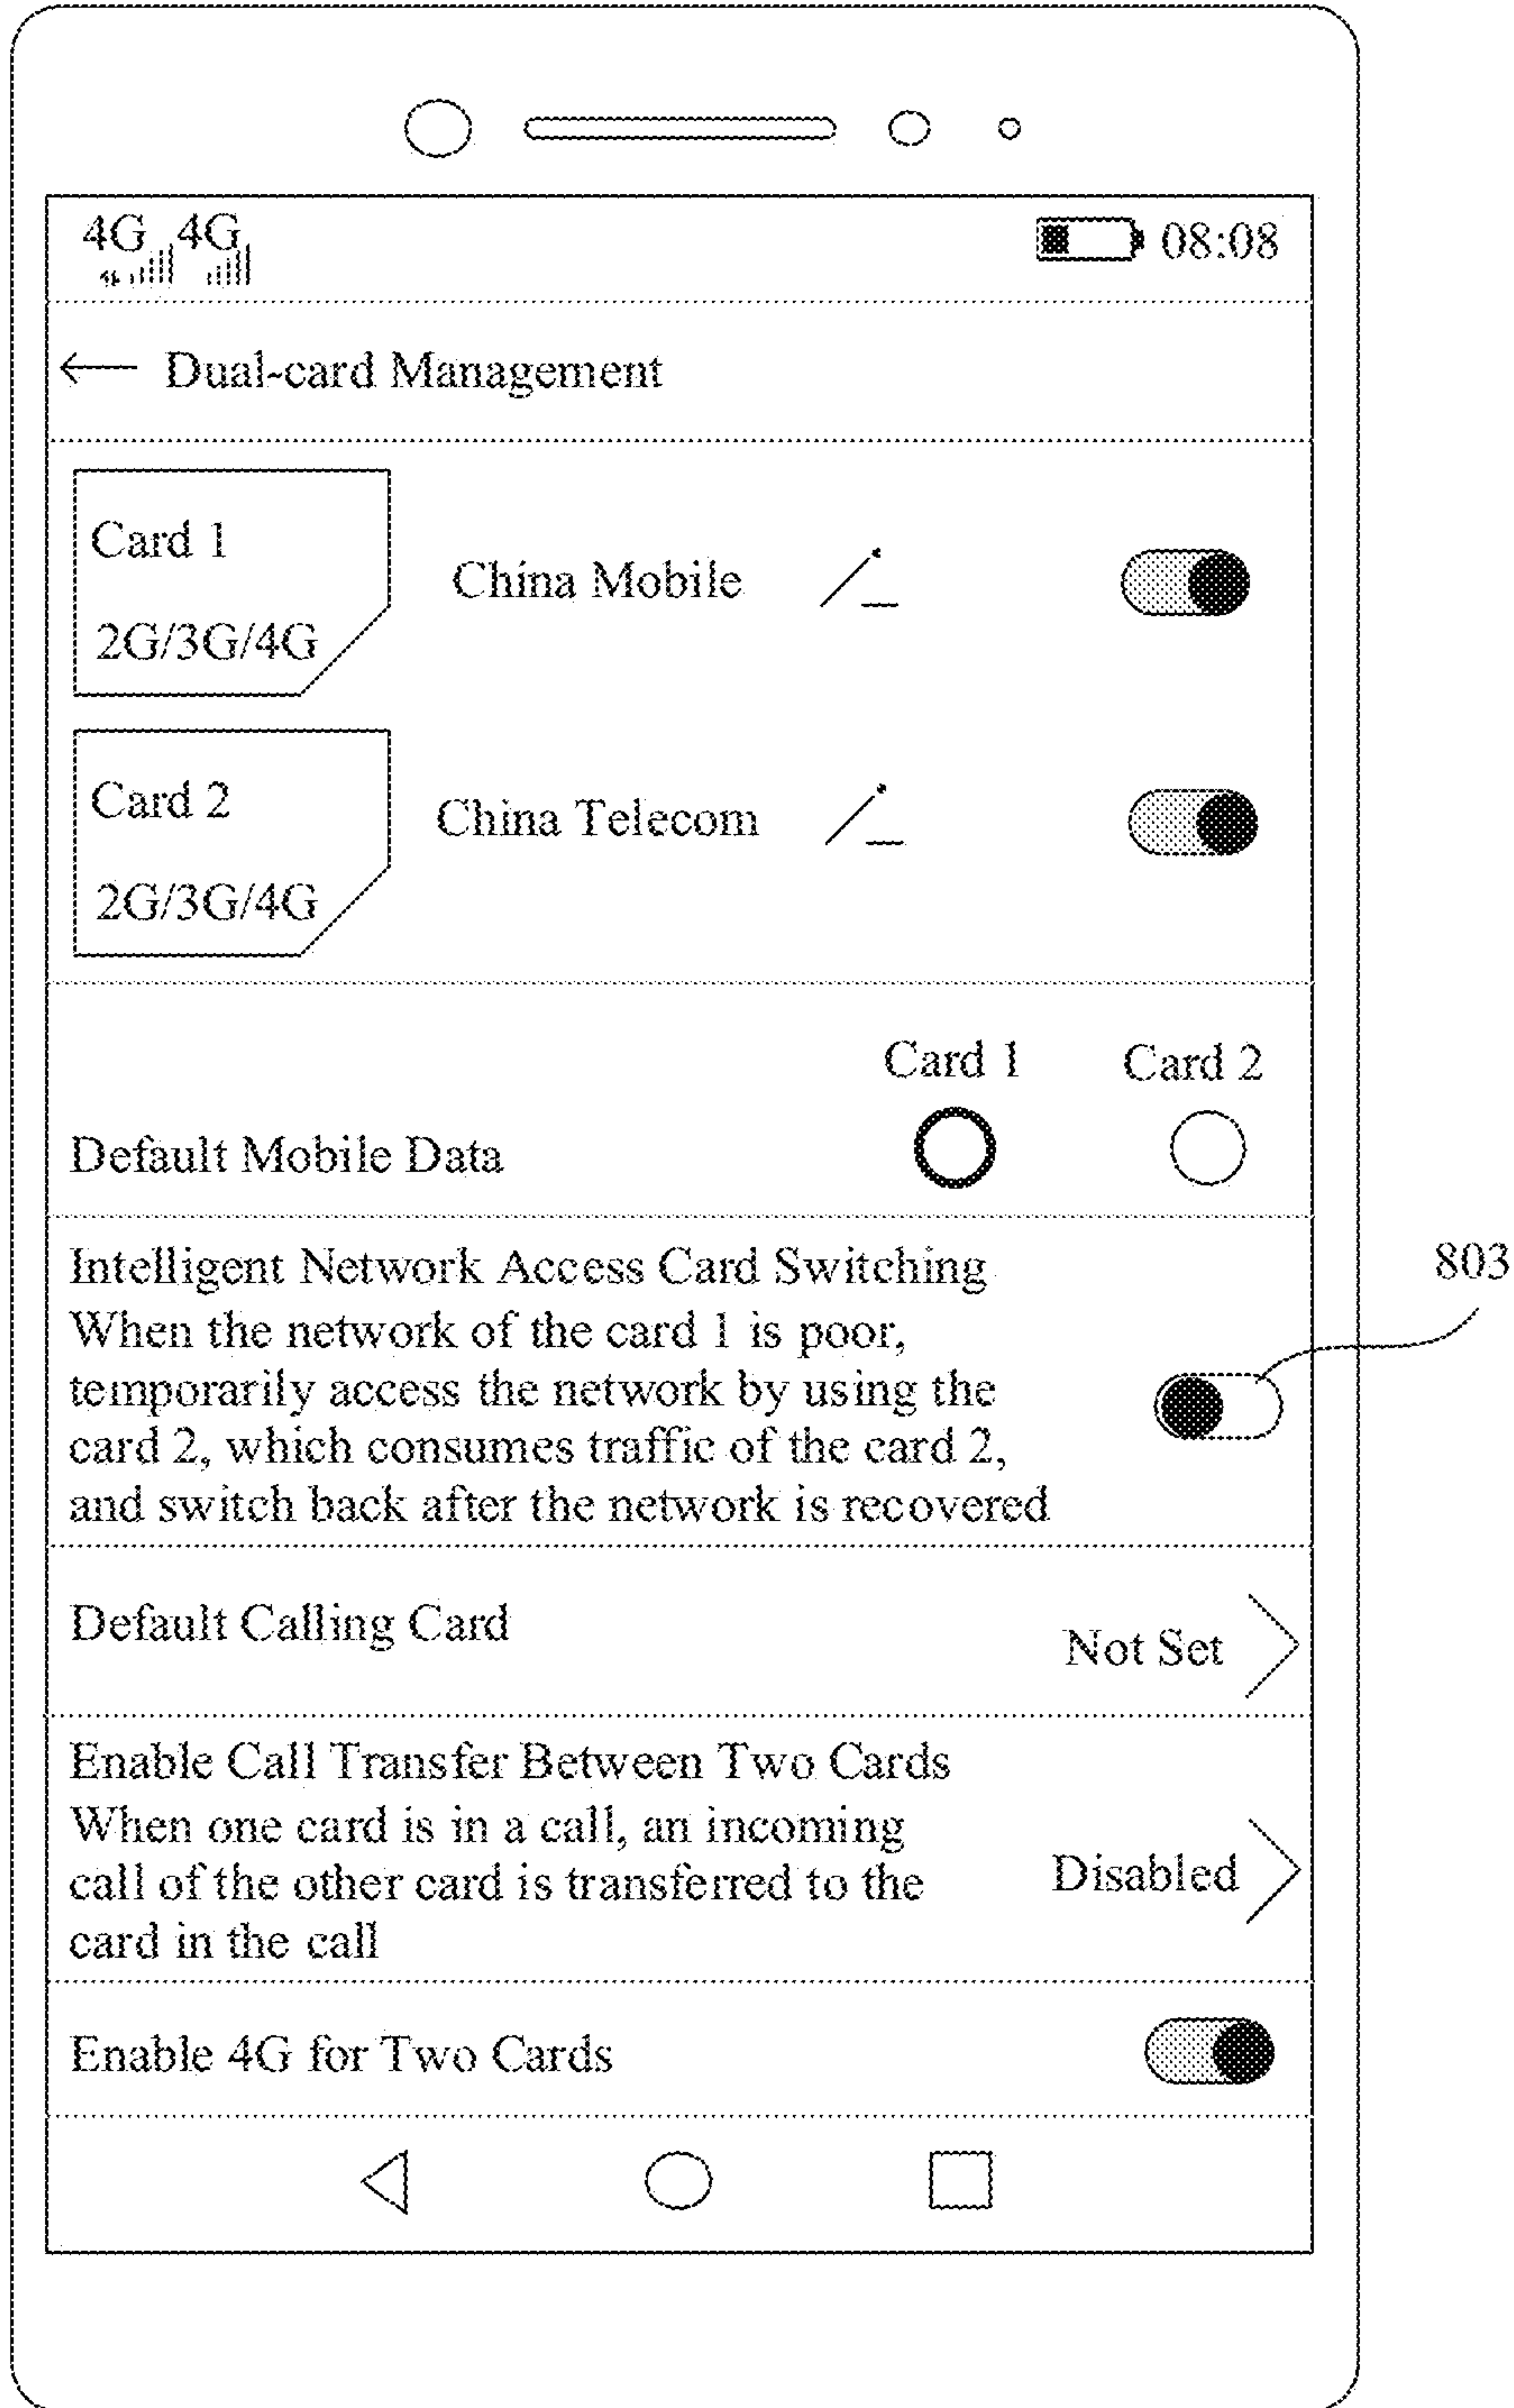 4G 4G 08:08
Dual-card Management
Card 1
China Mobile
2G/3G/4G
Card 2
China Telecom
2G/3G/4G
Card 1 Card 2
Default Mobile Data
Intelligent Network Access Card Switching
When the network of the card 1 is poor,
temporarily access the network by using the
card 2, which consumes traffic of the card 2,
and switch back after the network is recovered
803
Default Calling Card
Not Set
Enable Call Transfer Between Two Cards
When one card is in a call, an incoming
call of the other card is transferred to the
card in the call
Disabled
Enable 4G for Two Cards